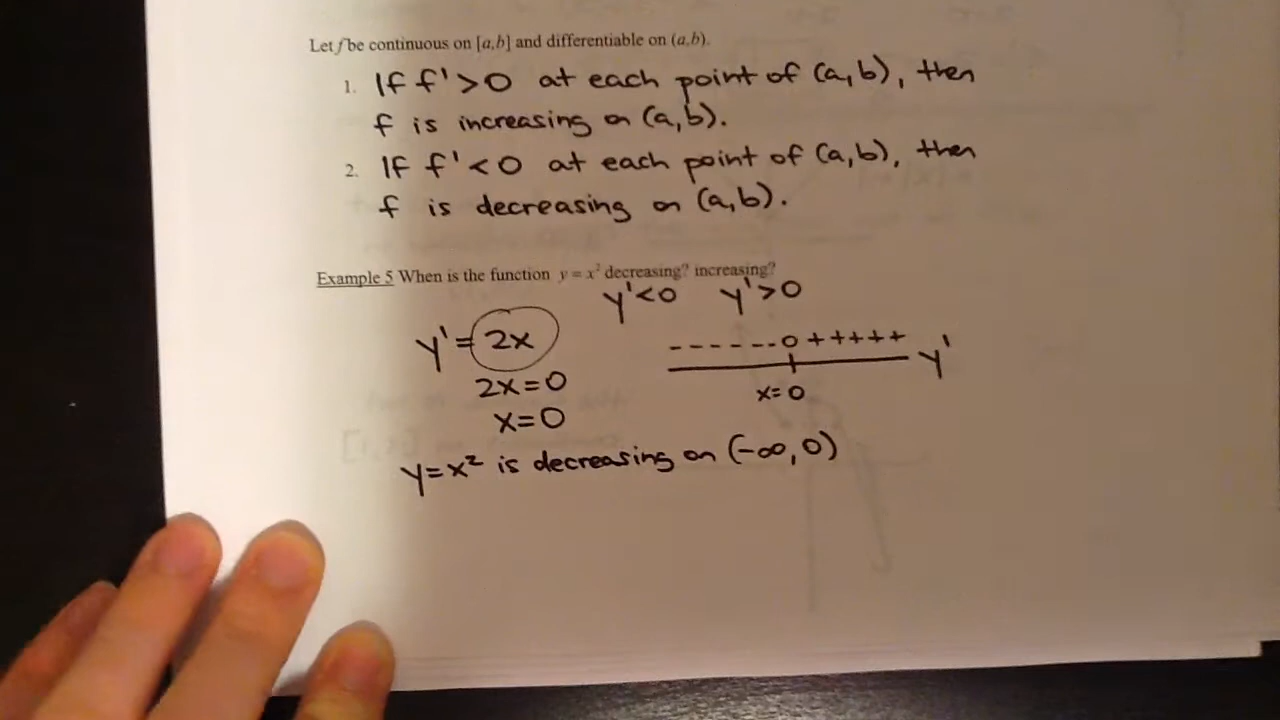 Let f be continuous on [a,b] and differentiable on (a,b).
1. If f' > 0 at each point of (a,b), then
f is increasing on (a,b).
2. If f' < 0 at each point of (a,b), then
f is decreasing on (a,b).
Example 5 When is the function y = x² decreasing? increasing?
y'<0 y'>0
y' = 2x
- - - - - - 0 + + + + + y'
2x = 0
x = 0
x = 0
y = x² is decreasing on (-∞, 0)